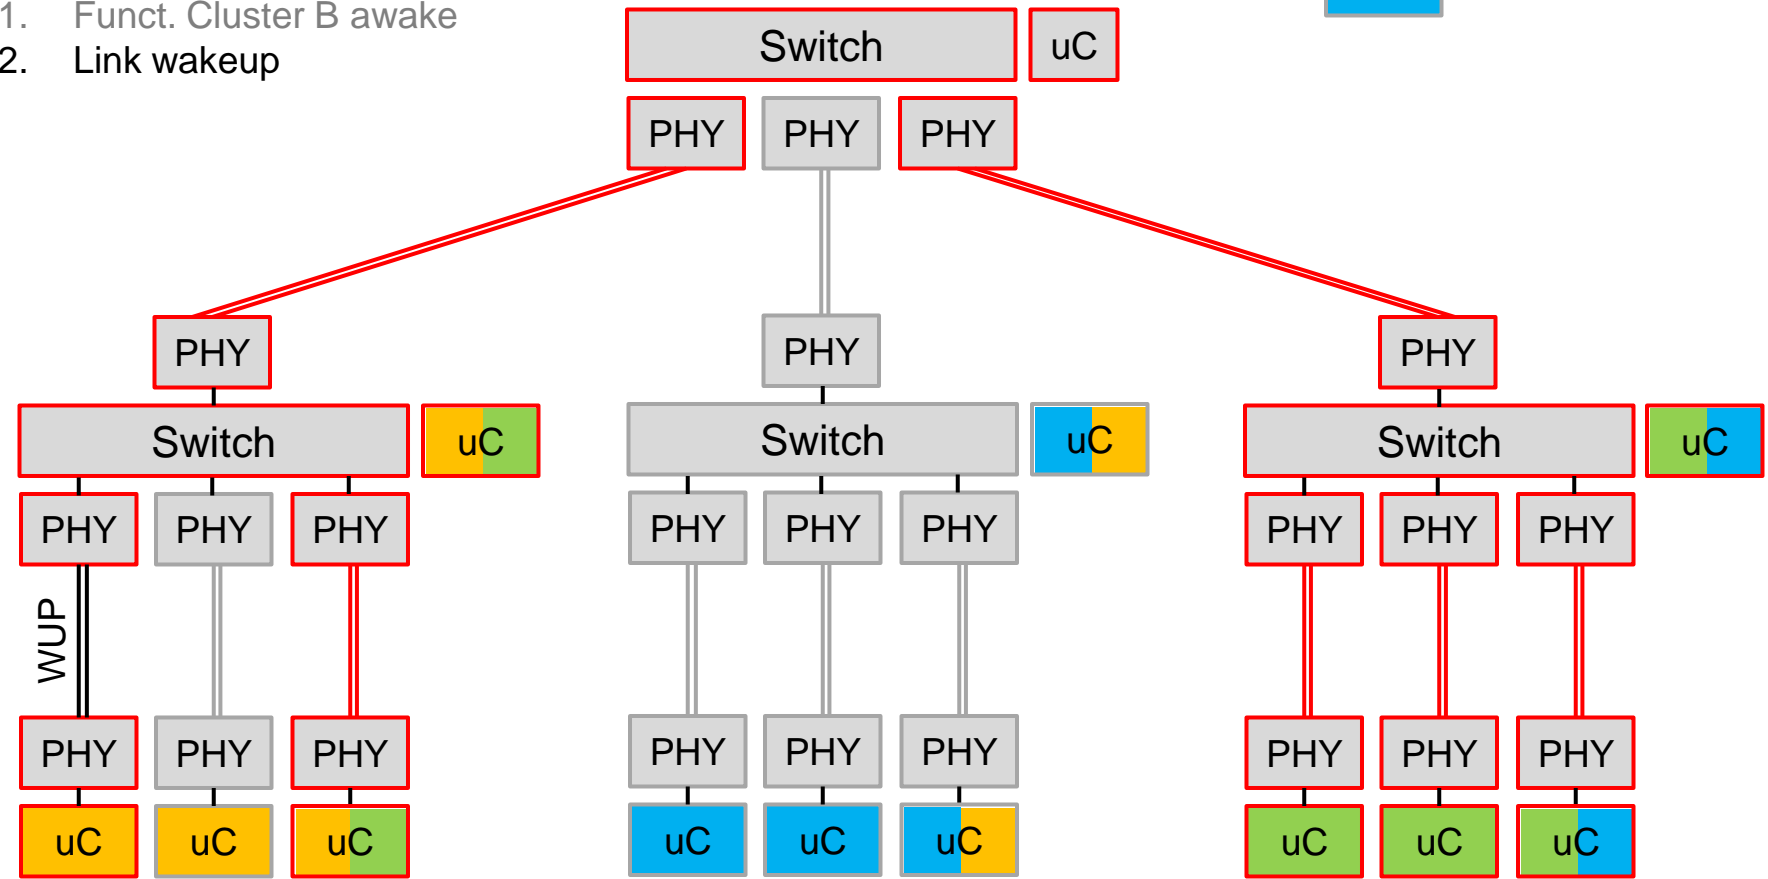 1. Funct. Cluster B awake
2. Link wakeup
Switch uC
PHY PHY PHY
PHY PHY PHY
Switch uC Switch uC Switch uC
PHY PHY PHY PHY PHY PHY PHY PHY PHY
WUP
PHY PHY PHY PHY PHY PHY PHY PHY PHY
uC uC uC uC uC uC uC uC uC